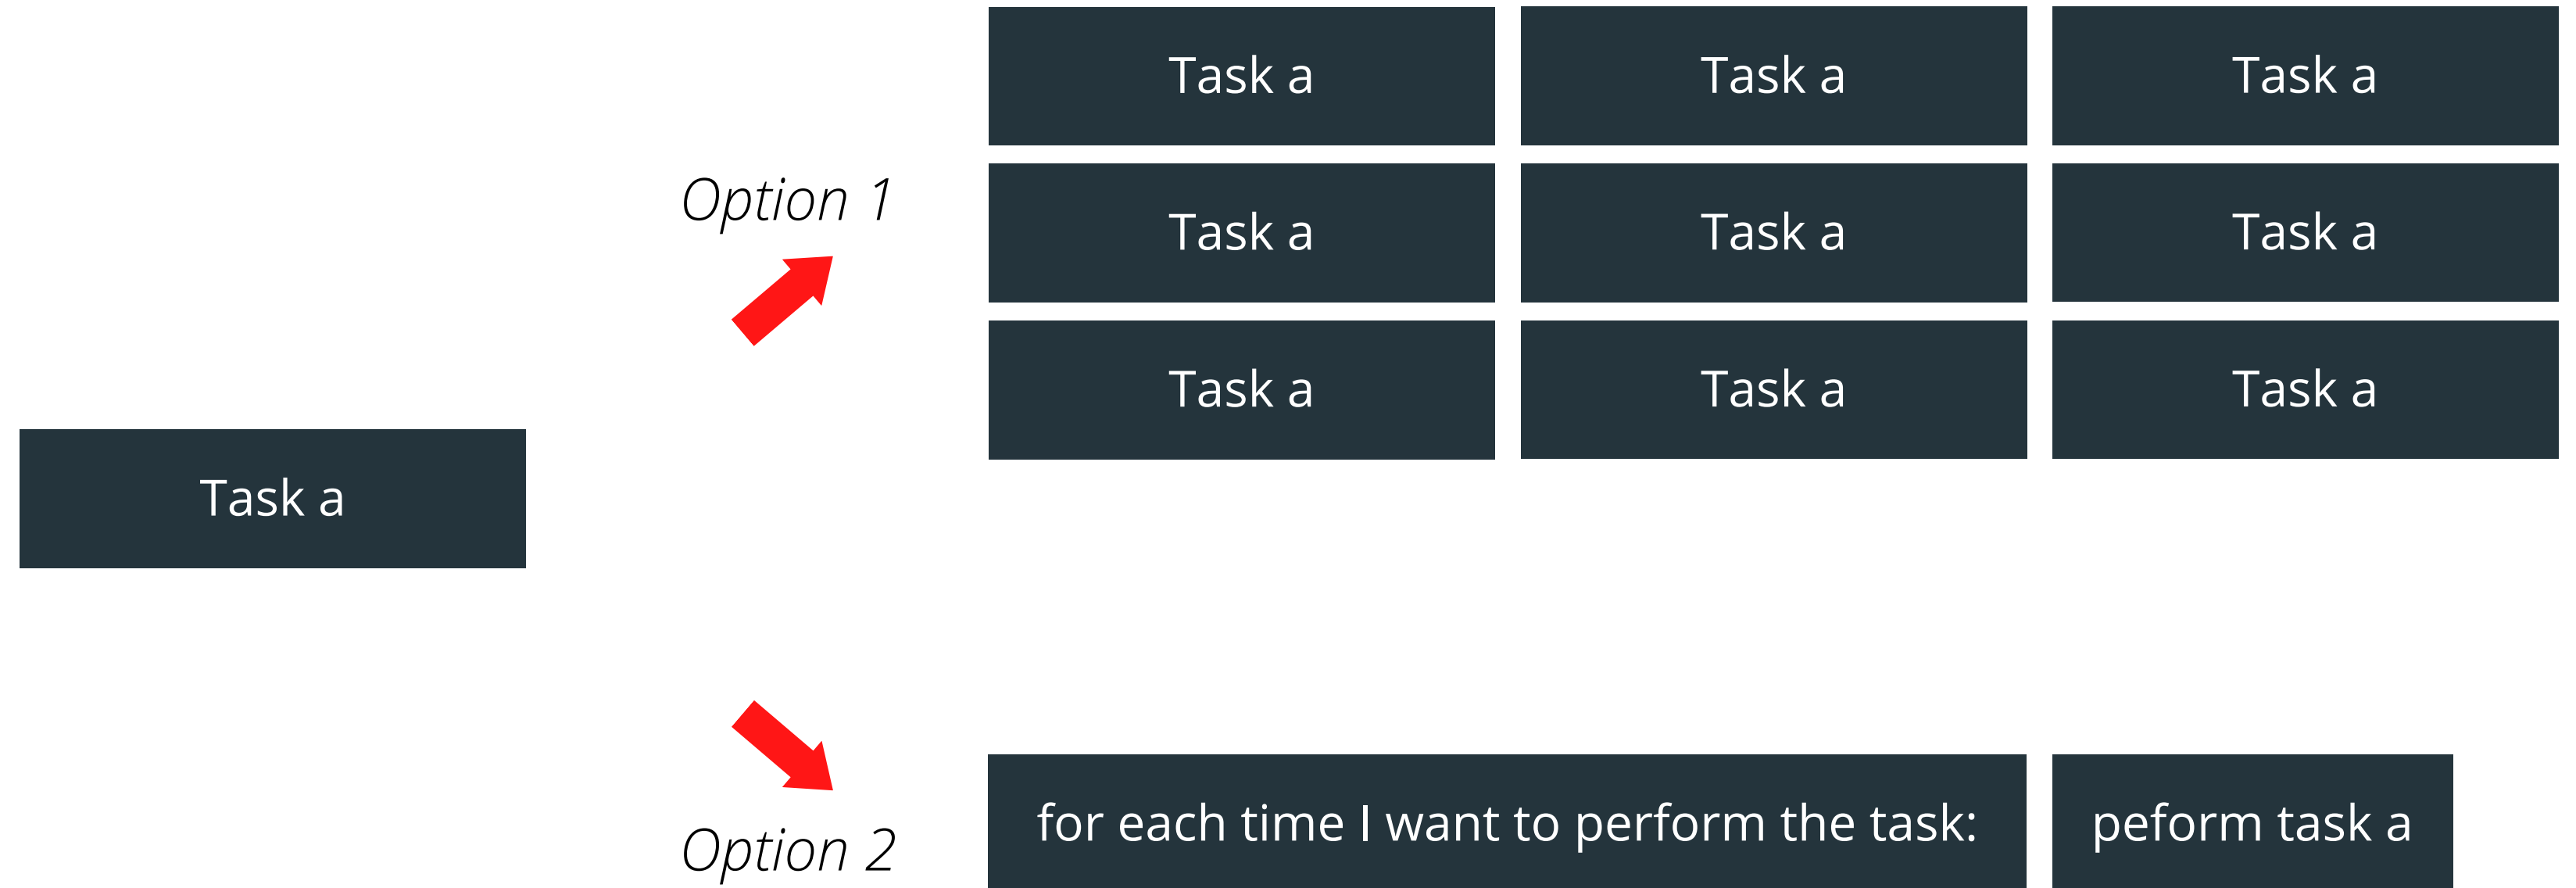 Task a Task a Task a
Option 1
Task a Task a Task a
Task a Task a Task a
Task a
for each time I want to perform the task: peform task a
Option 2